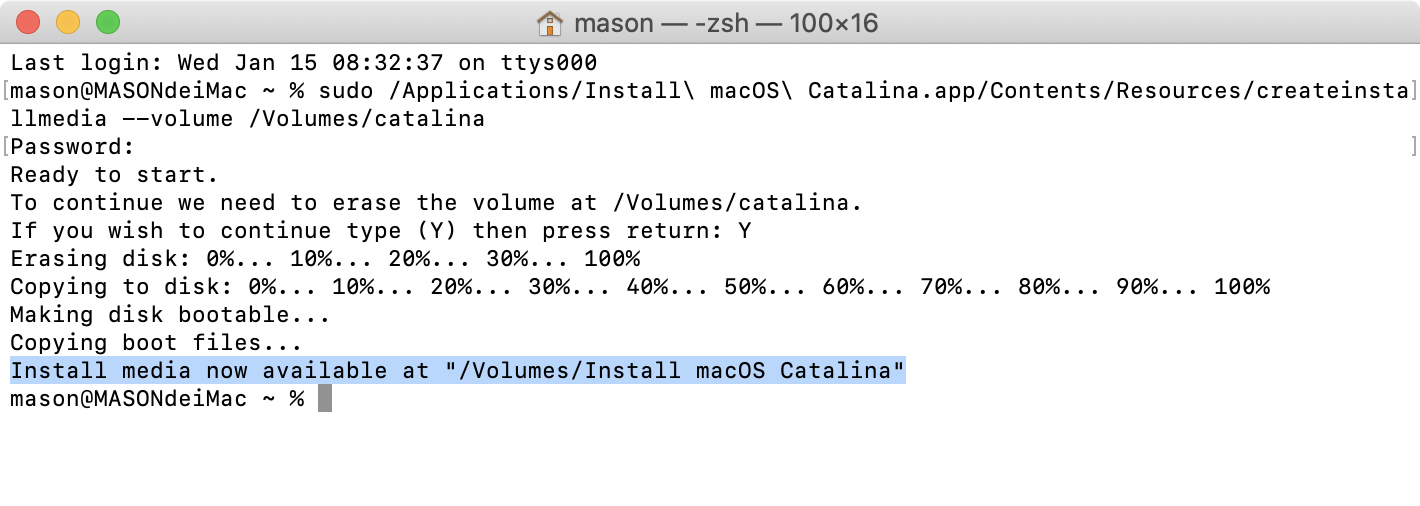 mason — -zsh — 100×16
Last login: Wed Jan 15 08:32:37 on ttys000
[mason@MASONdeiMac ~ % sudo /Applications/Install\ macOS\ Catalina.app/Contents/Resources/createinsta]
llmedia --volume /Volumes/catalina
[Password: ]
Ready to start.
To continue we need to erase the volume at /Volumes/catalina.
If you wish to continue type (Y) then press return: Y
Erasing disk: 0%... 10%... 20%... 30%... 100%
Copying to disk: 0%... 10%... 20%... 30%... 40%... 50%... 60%... 70%... 80%... 90%... 100%
Making disk bootable...
Copying boot files...
Install media now available at "/Volumes/Install macOS Catalina"
mason@MASONdeiMac ~ %